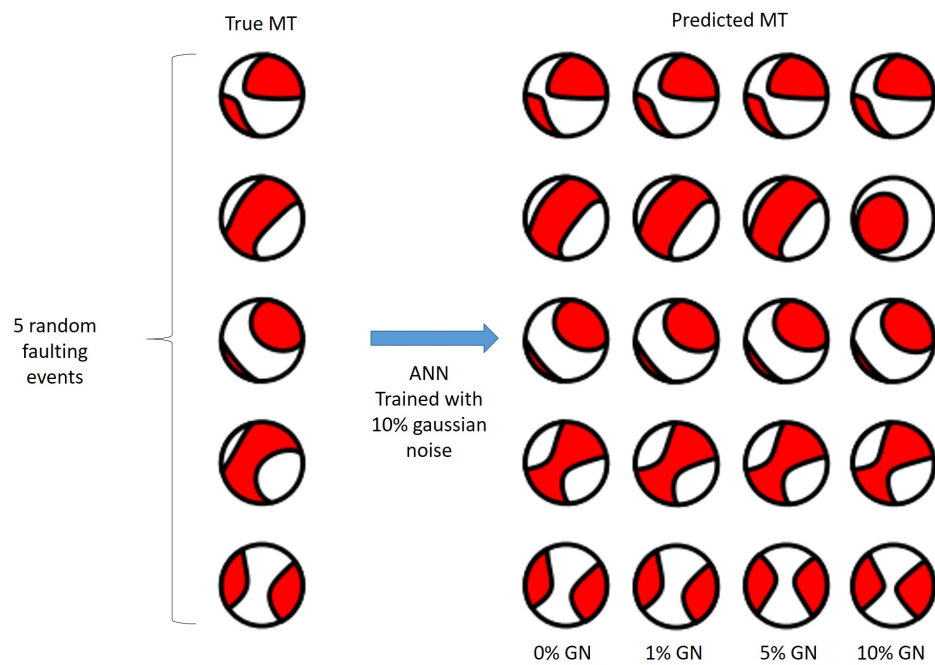 True MT
Predicted MT
5 random
faulting
events
ANN
Trained with
10% gaussian
noise
0% GN
1% GN
5% GN
10% GN